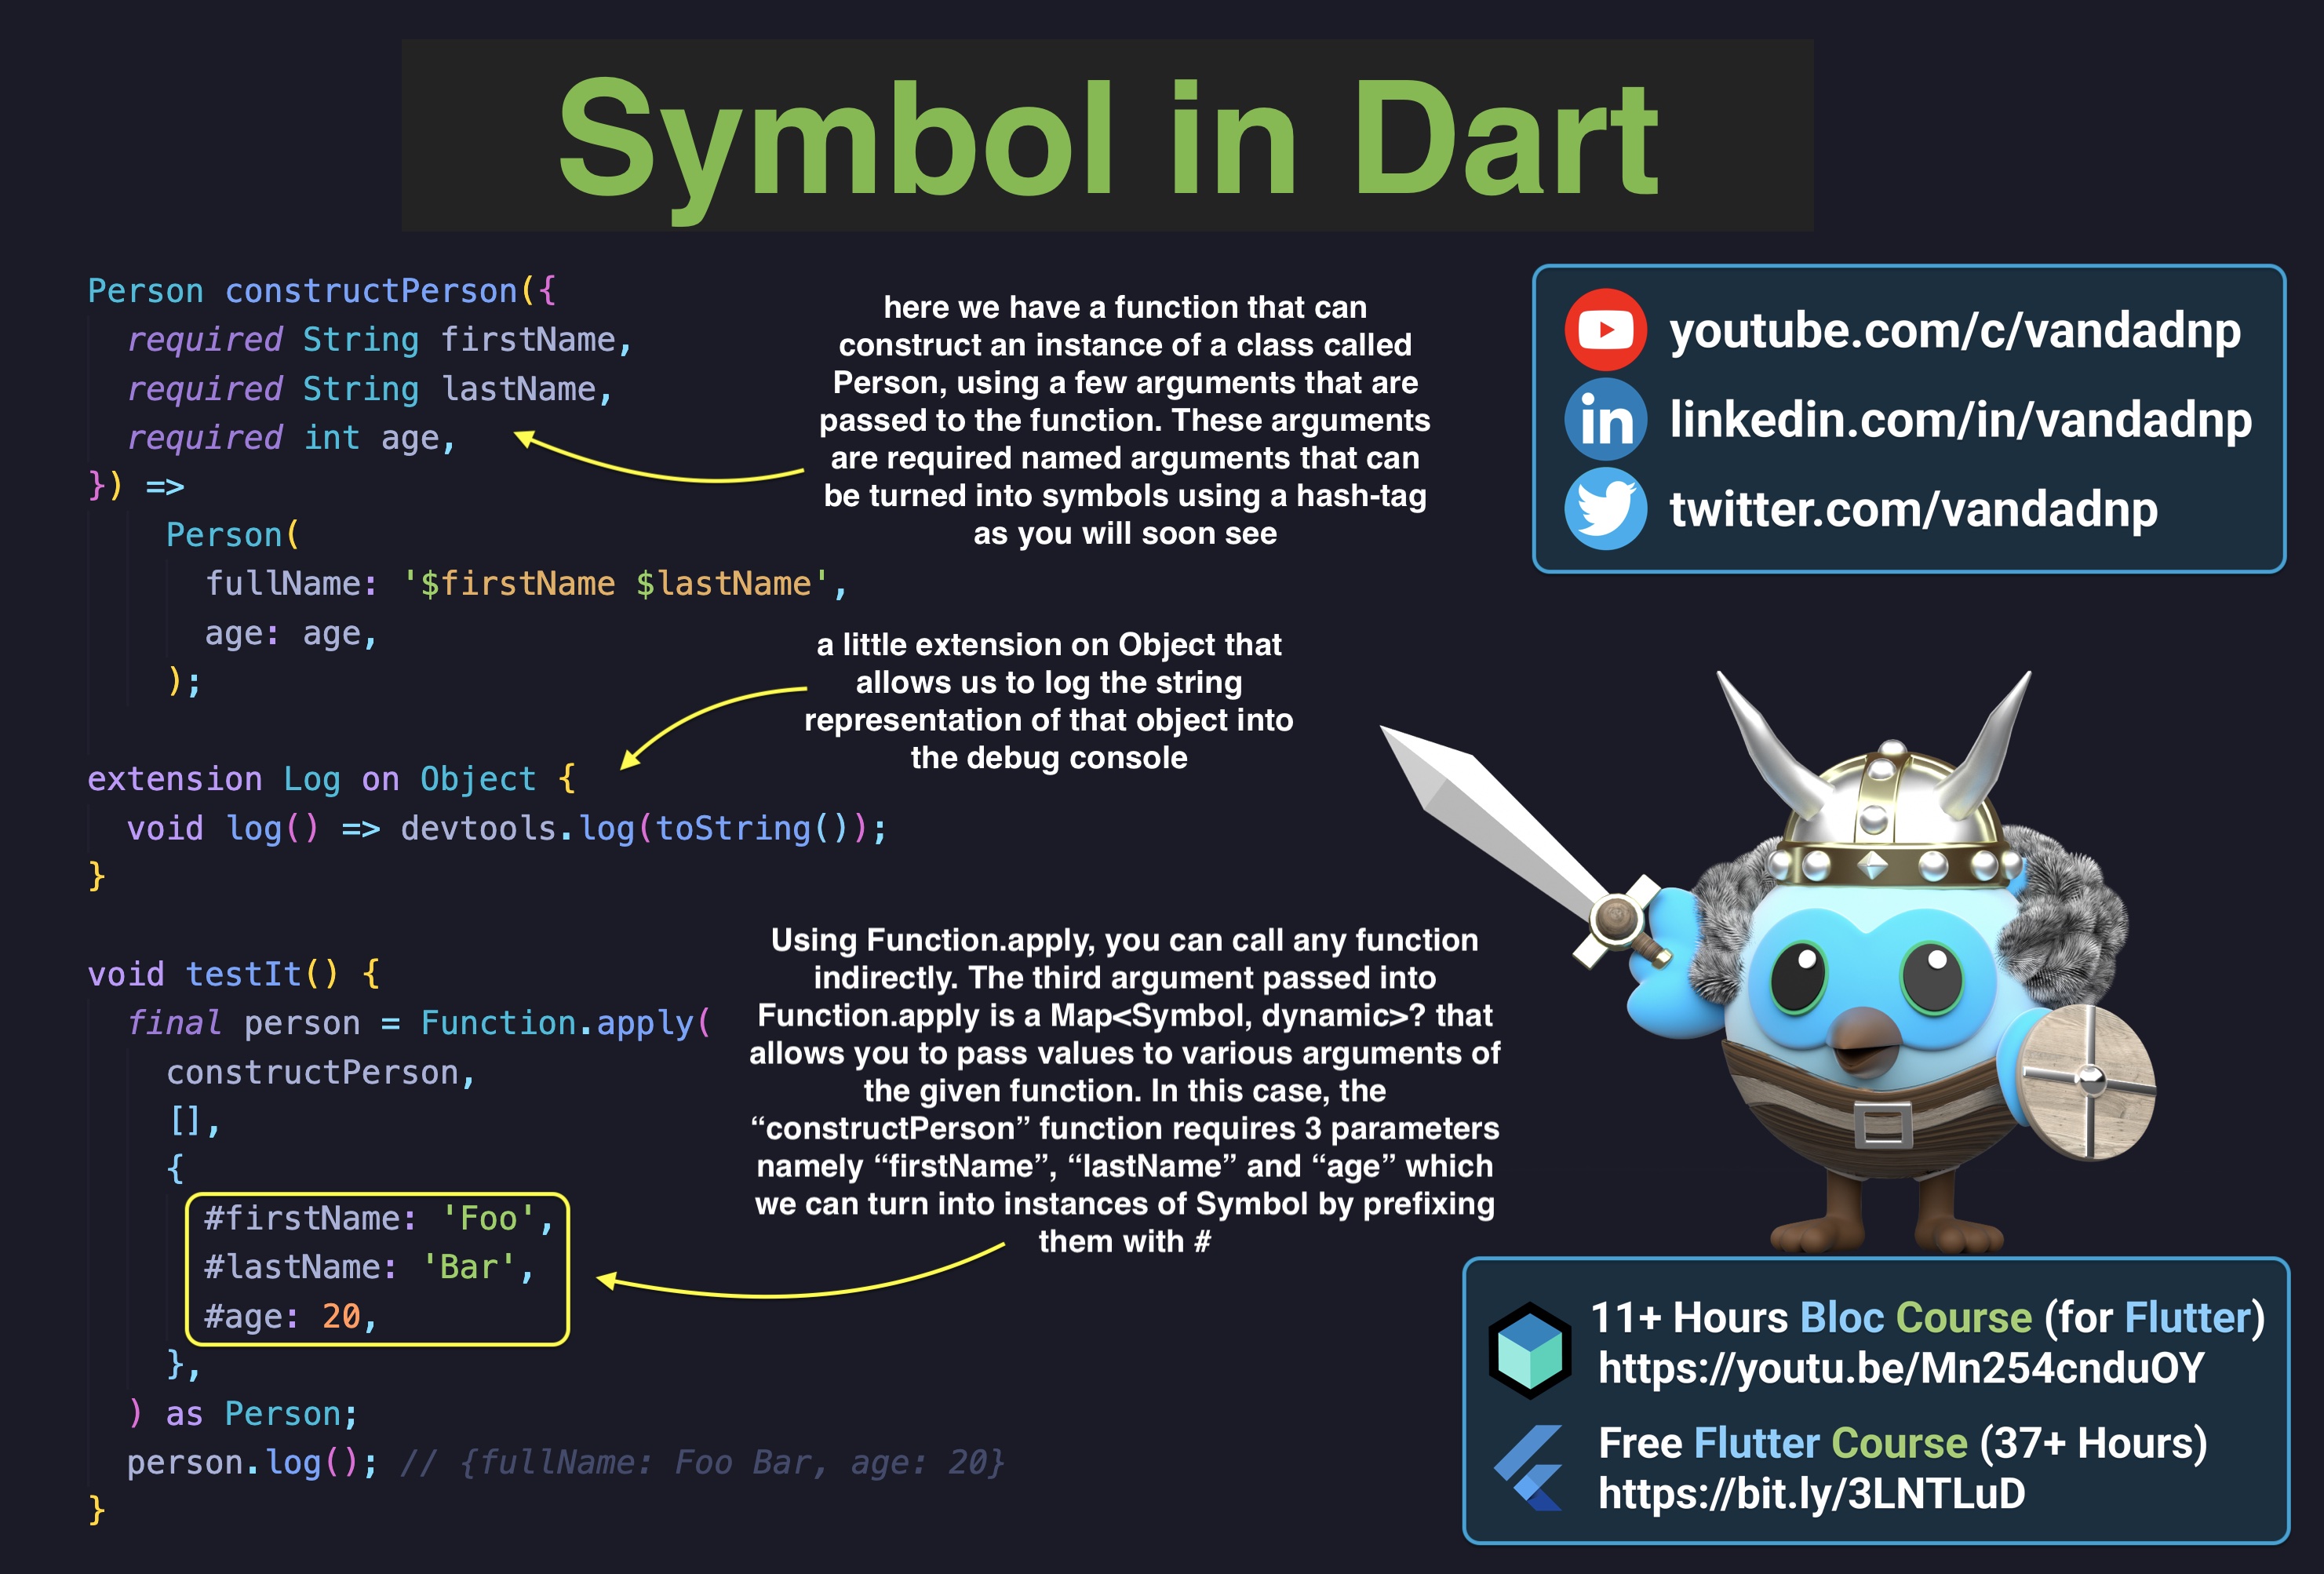 Symbol in Dart
Person constructPerson({
  required String firstName,
  required String lastName,
  required int age,
}) =>
    Person(
      fullName: '$firstName $lastName',
      age: age,
    );
here we have a function that can
construct an instance of a class called
Person, using a few arguments that are
passed to the function. These arguments
are required named arguments that can
be turned into symbols using a hash-tag
as you will soon see
youtube.com/c/vandadnp
linkedin.com/in/vandadnp
twitter.com/vandadnp
a little extension on Object that
allows us to log the string
representation of that object into
the debug console
extension Log on Object {
  void log() => devtools.log(toString());
}
Using Function.apply, you can call any function
indirectly. The third argument passed into
Function.apply is a Map<Symbol, dynamic>? that
allows you to pass values to various arguments of
the given function. In this case, the
“constructPerson” function requires 3 parameters
namely “firstName”, “lastName” and “age” which
we can turn into instances of Symbol by prefixing
them with #
void testIt() {
  final person = Function.apply(
    constructPerson,
    [],
    {
      #firstName: 'Foo',
      #lastName: 'Bar',
      #age: 20,
    },
  ) as Person;
  person.log(); // {fullName: Foo Bar, age: 20}
}
11+ Hours Bloc Course (for Flutter)
https://youtu.be/Mn254cnduOY
Free Flutter Course (37+ Hours)
https://bit.ly/3LNTLuD